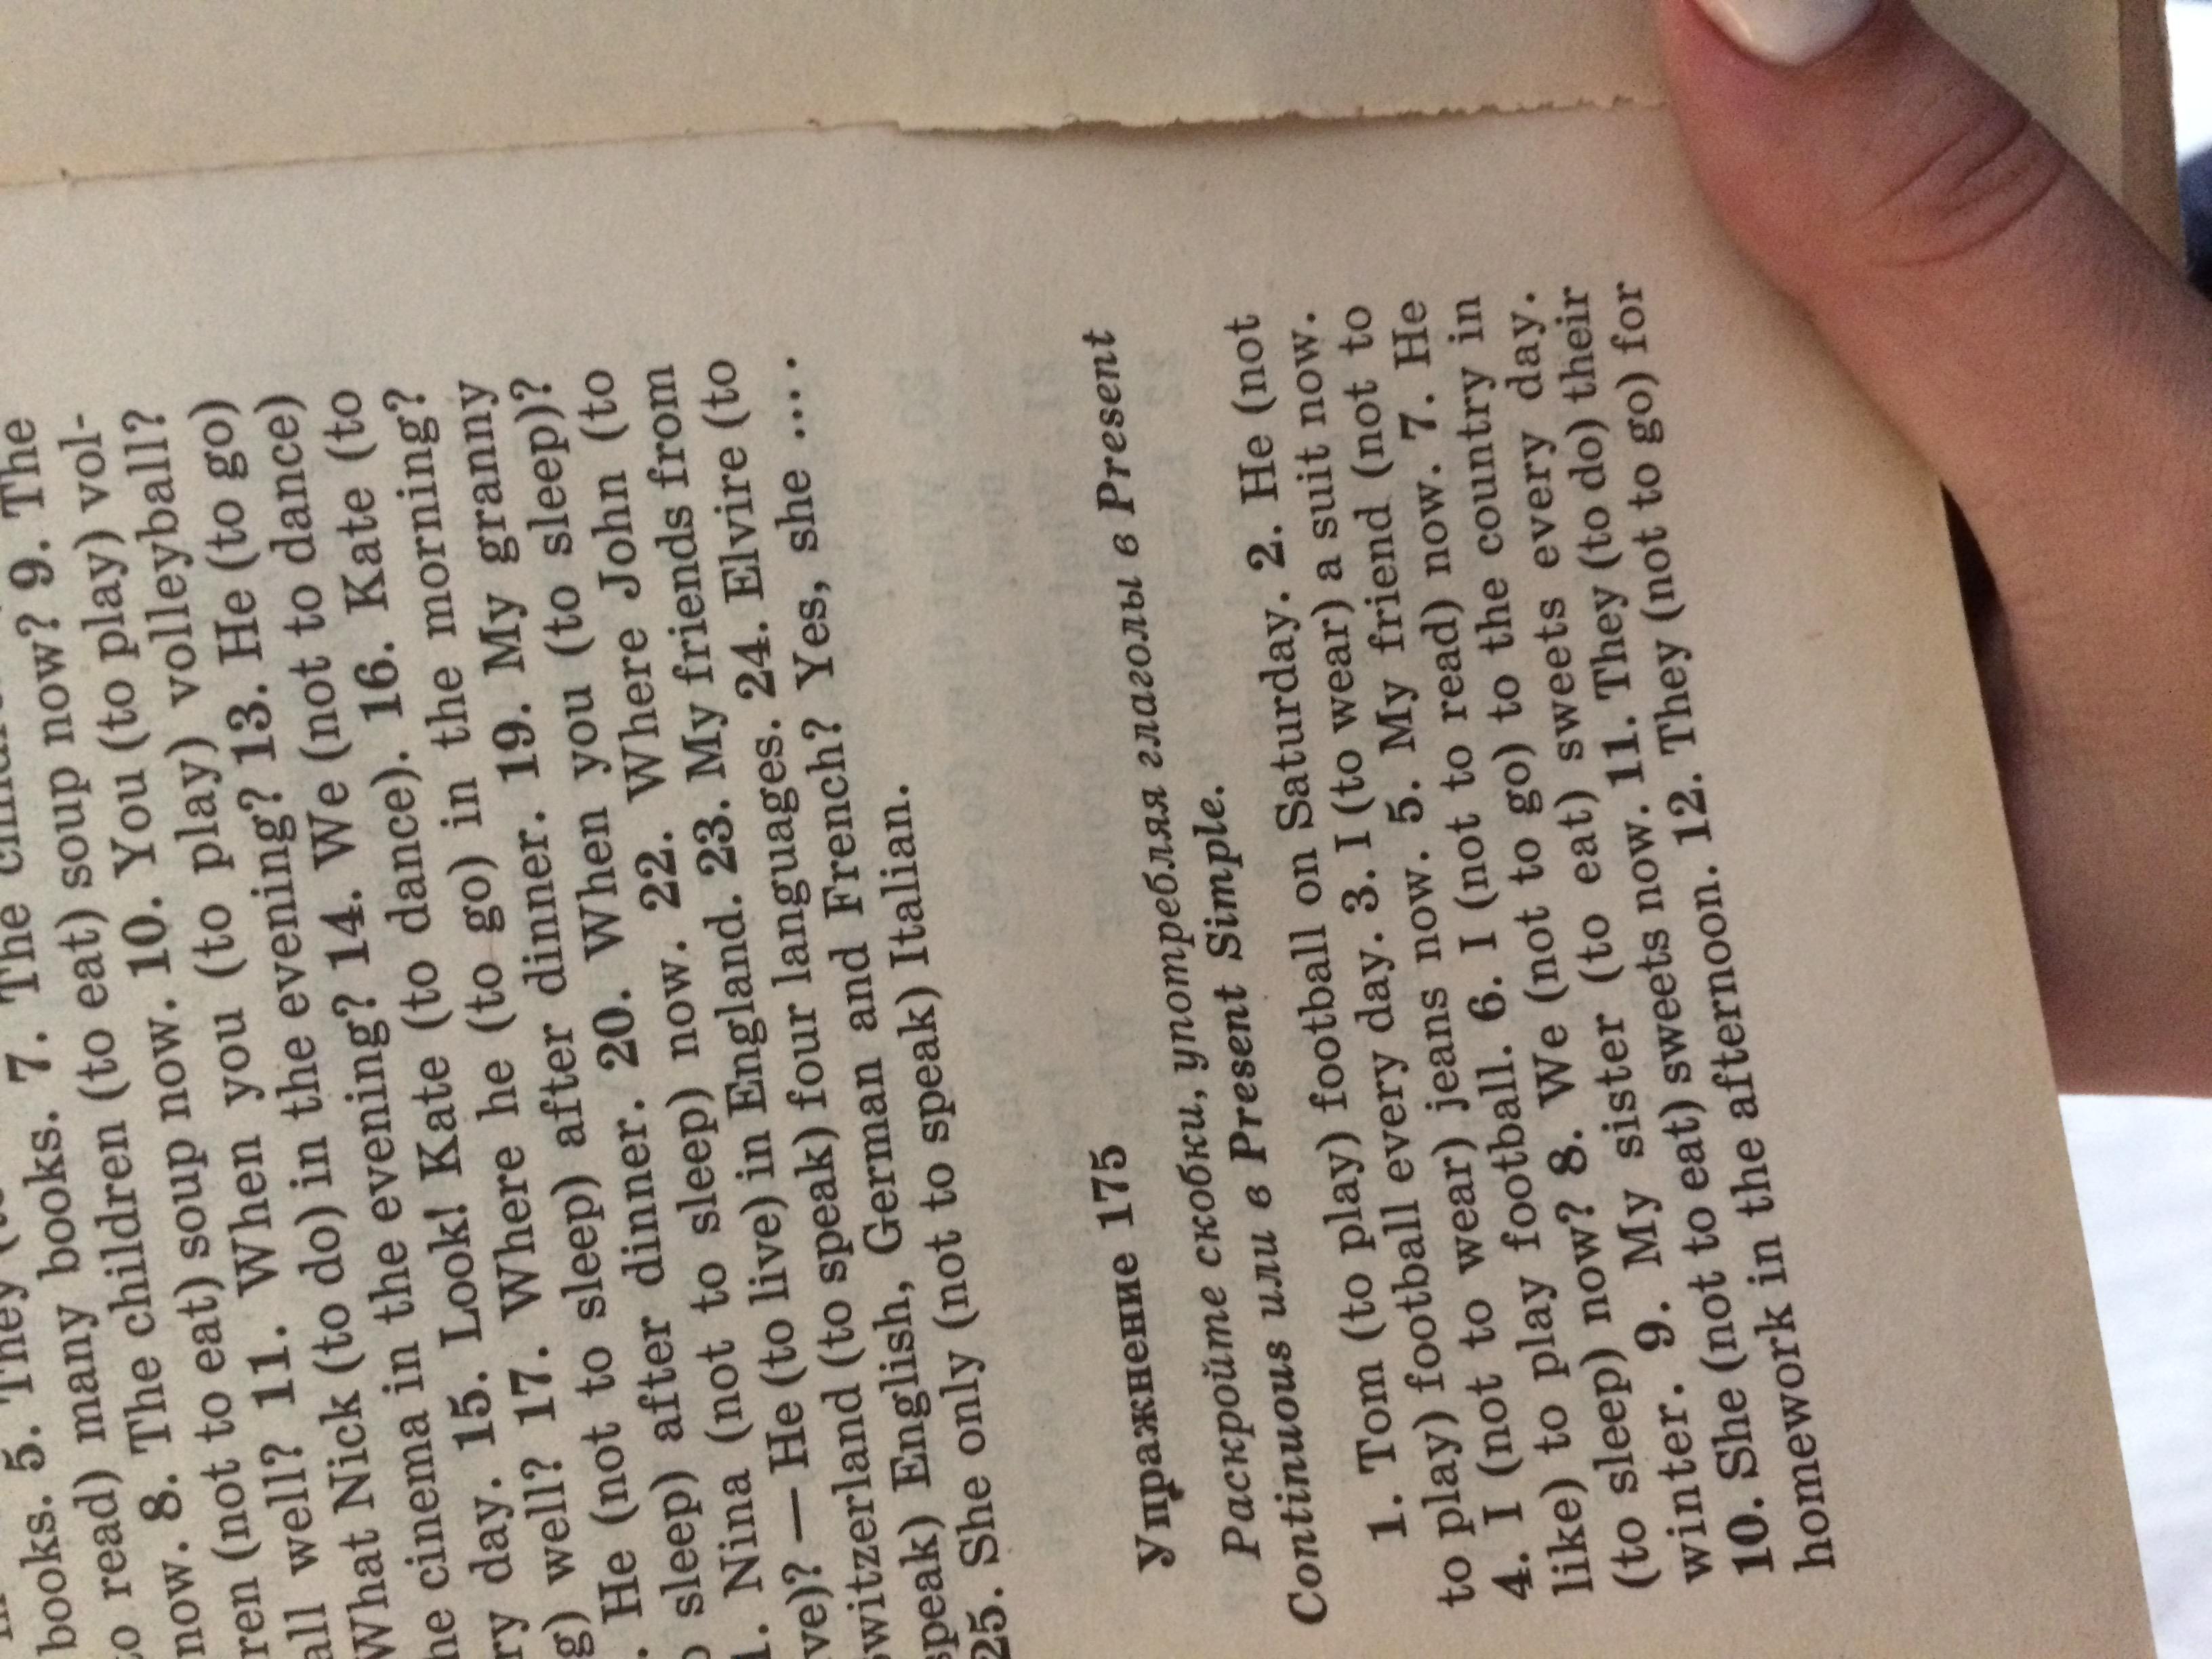 books. 5. They
7. The
to read) many books. 7. The
now. 8. The children (to eat) soup now? 9. The
ren (not to eat) soup now. 10. You (to play) vol-
all well? 11. When you (to play) volleyball?
What Nick (to do) in the evening? 13. He (to go)
he cinema in the evening? 14. We (not to dance)
ry day. 15. Look! Kate (to dance). 16. Kate (to
g) well? 17. Where he (to go) in the morning?
. He (not to sleep) after dinner. 19. My granny
o sleep) after dinner. 20. When you (to sleep)?
1. Nina (not to sleep) now. 22. Where John (to
ve)? — He (to live) in England. 23. My friends from
witzerland (to speak) four languages. 24. Elvire (to
speak) English, German and French? Yes, she ....
25. She only (not to speak) Italian.
Упражнение 175
Раскройте скобки, употребляя глаголы в Present
Continuous или в Present Simple.
1. Tom (to play) football on Saturday. 2. He (not
to play) football every day. 3. I (to wear) a suit now.
4. I (not to wear) jeans now. 5. My friend (not to
like) to play football. 6. I (not to read) now. 7. He
(to sleep) now? 8. We (not to go) to the country in
winter. 9. My sister (to eat) sweets every day.
10. She (not to eat) sweets now. 11. They (to do) their
homework in the afternoon. 12. They (not to go) for